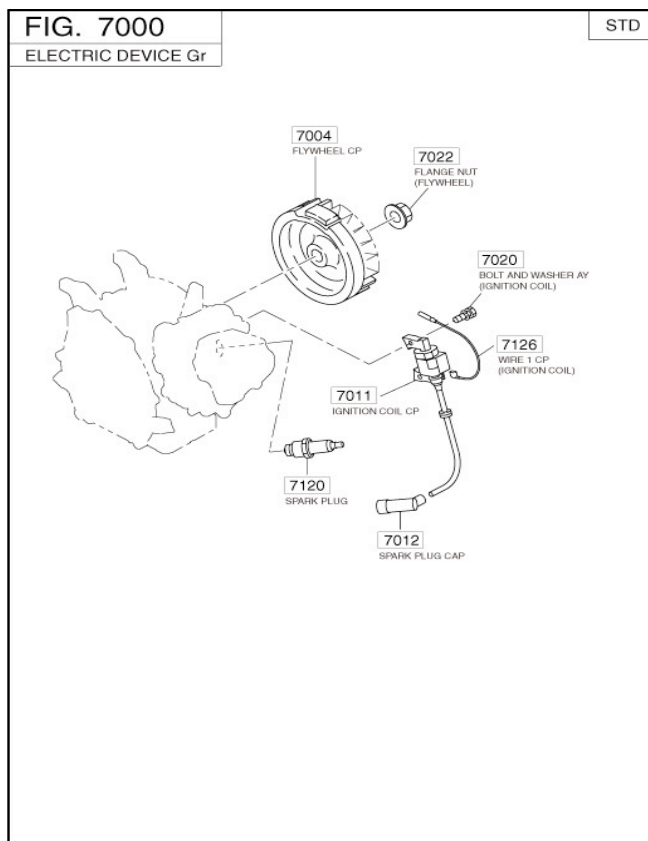 FIG. 7000
STD
ELECTRIC DEVICE Gr
7004
FLYWHEEL CP
7022
FLANGE NUT
(FLYWHEEL)
7020
BOLT AND WASHER AY
(IGNITION COIL)
7126
WIRE 1 CP
(IGNITION COIL)
7011
IGNITION COIL CP
7120
SPARK PLUG
7012
SPARK PLUG CAP